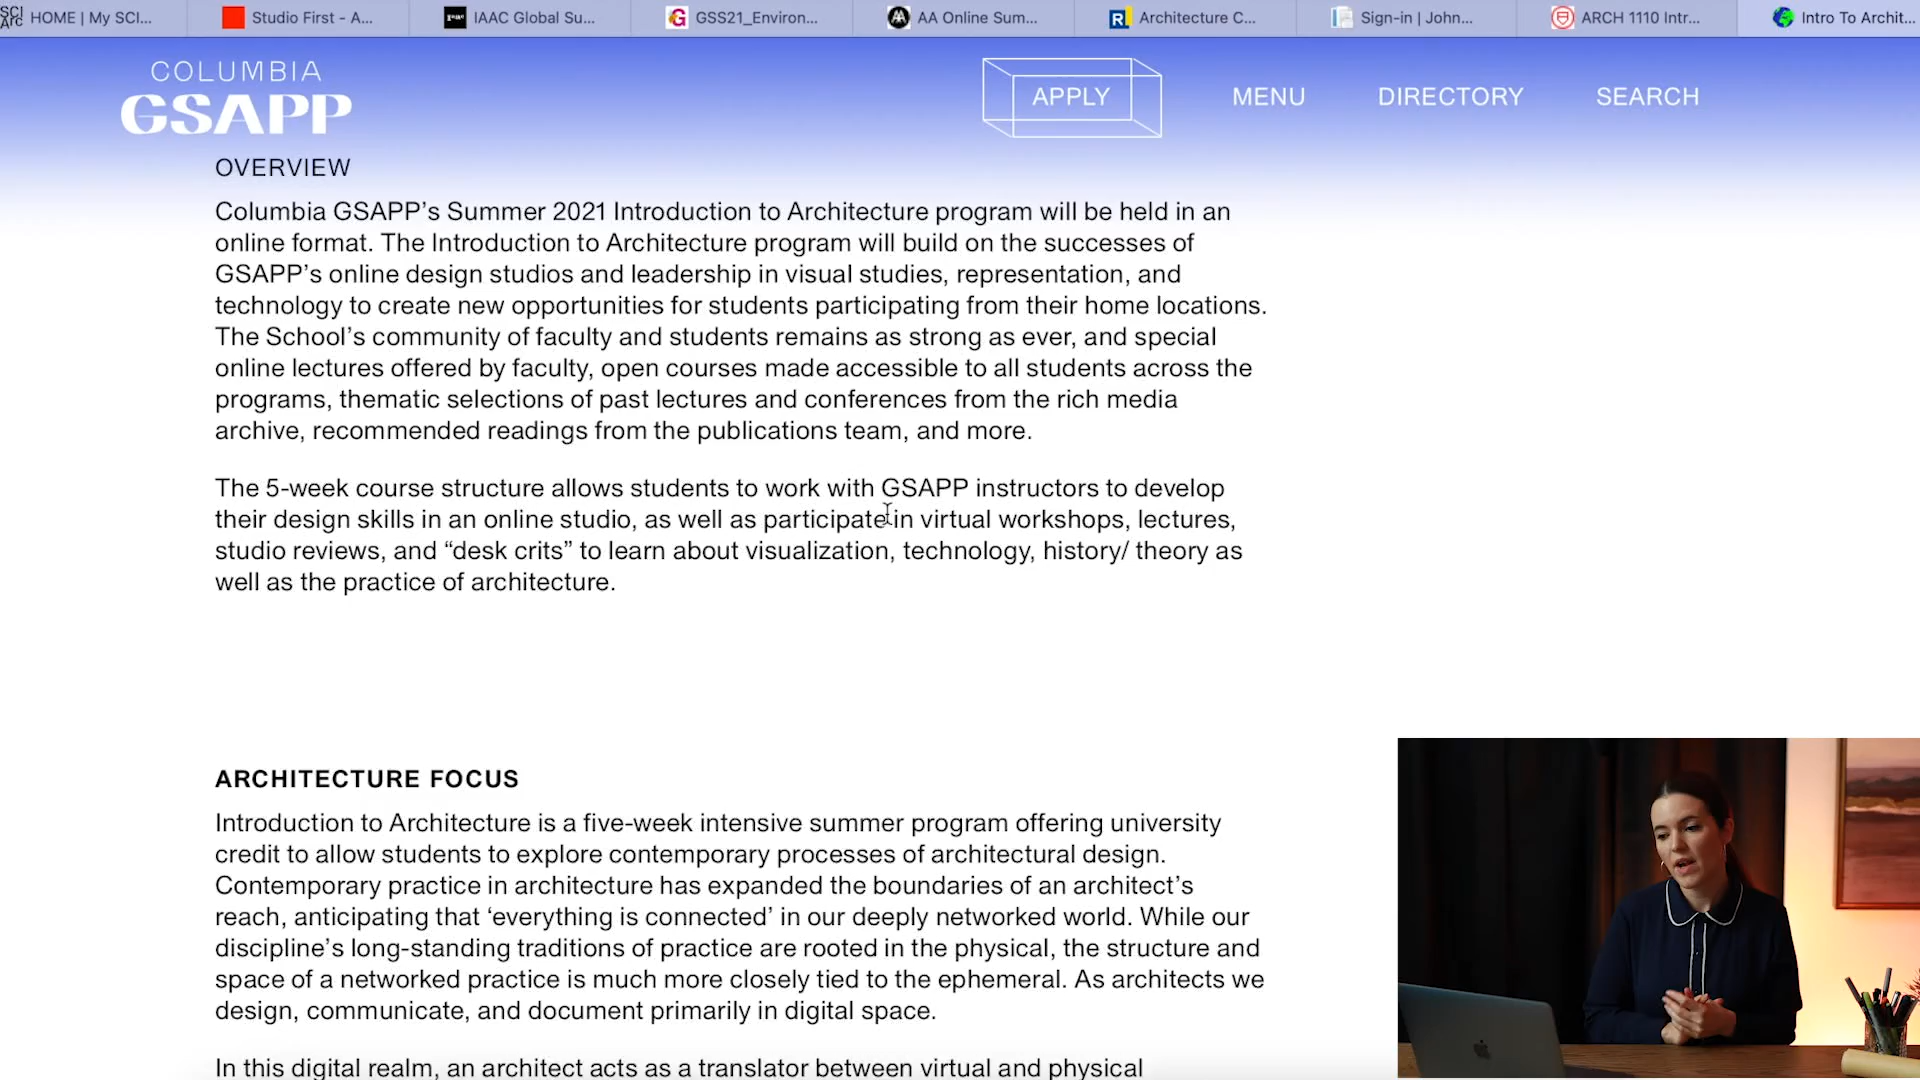 HOME | My SCI...
Studio First - A...
IAAC Global Su...
GSS21_Environ...
AA Online Sum...
Architecture C...
Sign-in | John...
ARCH 1110 Intr...
Intro To Archit...
COLUMBIA
GSAPP
APPLY
MENU
DIRECTORY
SEARCH
OVERVIEW
Columbia GSAPP’s Summer 2021 Introduction to Architecture program will be held in an
online format. The Introduction to Architecture program will build on the successes of
GSAPP’s online design studios and leadership in visual studies, representation, and
technology to create new opportunities for students participating from their home locations.
The School’s community of faculty and students remains as strong as ever, and special
online lectures offered by faculty, open courses made accessible to all students across the
programs, thematic selections of past lectures and conferences from the rich media
archive, recommended readings from the publications team, and more.
The 5-week course structure allows students to work with GSAPP instructors to develop
their design skills in an online studio, as well as participate in virtual workshops, lectures,
studio reviews, and “desk crits” to learn about visualization, technology, history/ theory as
well as the practice of architecture.
ARCHITECTURE FOCUS
Introduction to Architecture is a five-week intensive summer program offering university
credit to allow students to explore contemporary processes of architectural design.
Contemporary practice in architecture has expanded the boundaries of an architect’s
reach, anticipating that ‘everything is connected’ in our deeply networked world. While our
discipline’s long-standing traditions of practice are rooted in the physical, the structure and
space of a networked practice is much more closely tied to the ephemeral. As architects we
design, communicate, and document primarily in digital space.
In this digital realm, an architect acts as a translator between virtual and physical